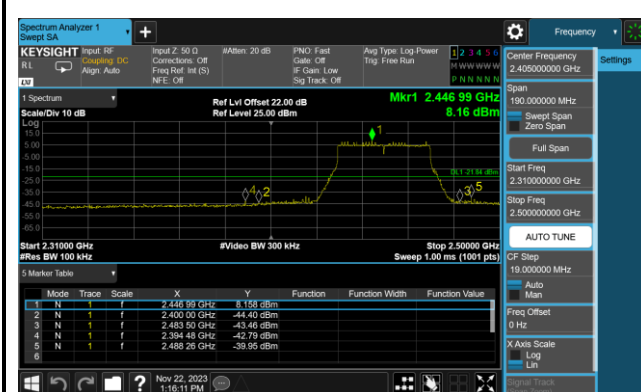 Spectrum Analyzer 1
Swept SA
Frequency
KEYSIGHT
RL
Input: RF
Coupling: DC
Align: Auto
Input Z: 50 Ω
Corrections: Off
Freq Ref: Int (S)
NFE: Off
#Atten: 20 dB
PNO: Fast
Gate: Off
IF Gain: Low
Sig Track: Off
Avg Type: Log-Power
Trig: Free Run
1 2 3 4 5 6
M W W W W W
P N N N N N
Settings
Center Frequency
2.405000000 GHz
Span
190.000000 MHz
Swept Span
Zero Span
Full Span
Start Freq
2.310000000 GHz
Stop Freq
2.500000000 GHz
AUTO TUNE
CF Step
19.000000 MHz
Auto
Man
Freq Offset
0 Hz
X Axis Scale
Log
Lin
Signal Track
1 Spectrum
Scale/Div 10 dB
Log
Ref Lvl Offset 22.00 dB
Ref Level 25.00 dBm
Mkr1 2.446 99 GHz
8.16 dBm
15.0
5.00
-5.00
-15.0
-25.0
-35.0
-45.0
-55.0
-65.0
1
DL1 -21.84 dBm
4 2
3 5
Start 2.31000 GHz
#Res BW 100 kHz
#Video BW 300 kHz
Stop 2.50000 GHz
Sweep 1.00 ms (1001 pts)
5 Marker Table
Mode Trace Scale X Y Function Function Width Function Value
1 N 1 f 2.446 99 GHz 8.158 dBm
2 N 1 f 2.400 00 GHz -44.40 dBm
3 N 1 f 2.483 50 GHz -43.46 dBm
4 N 1 f 2.394 48 GHz -42.79 dBm
5 N 1 f 2.488 26 GHz -39.95 dBm
6
Nov 22, 2023
1:16:11 PM